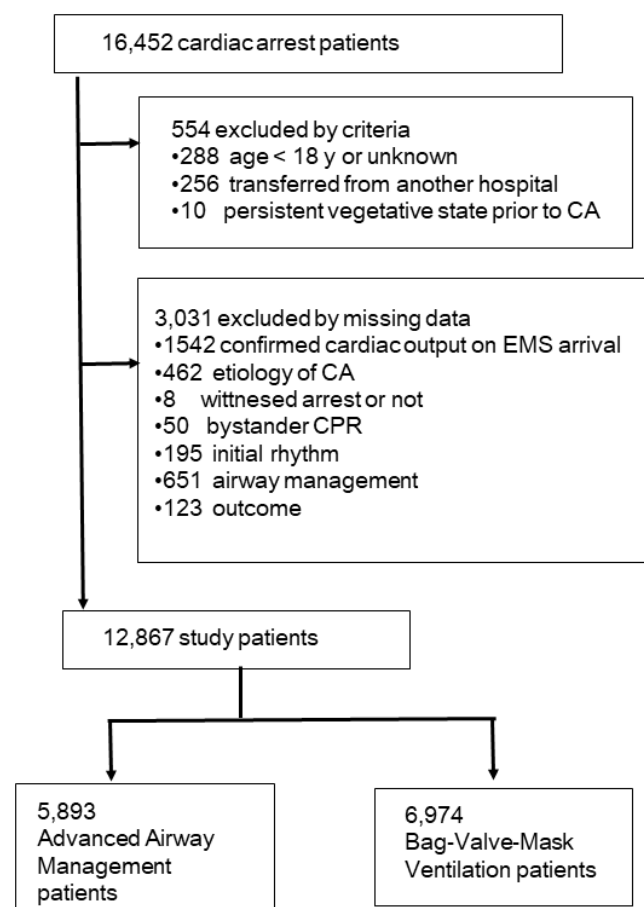 16,452 cardiac arrest patients
554 excluded by criteria
•288 age < 18 y or unknown
•256 transferred from another hospital
•10 persistent vegetative state prior to CA
3,031 excluded by missing data
•1542 confirmed cardiac output on EMS arrival
•462 etiology of CA
•8 wittnesed arrest or not
•50 bystander CPR
•195 initial rhythm
•651 airway management
•123 outcome
12,867 study patients
5,893
Advanced Airway
Management
patients
6,974
Bag-Valve-Mask
Ventilation patients